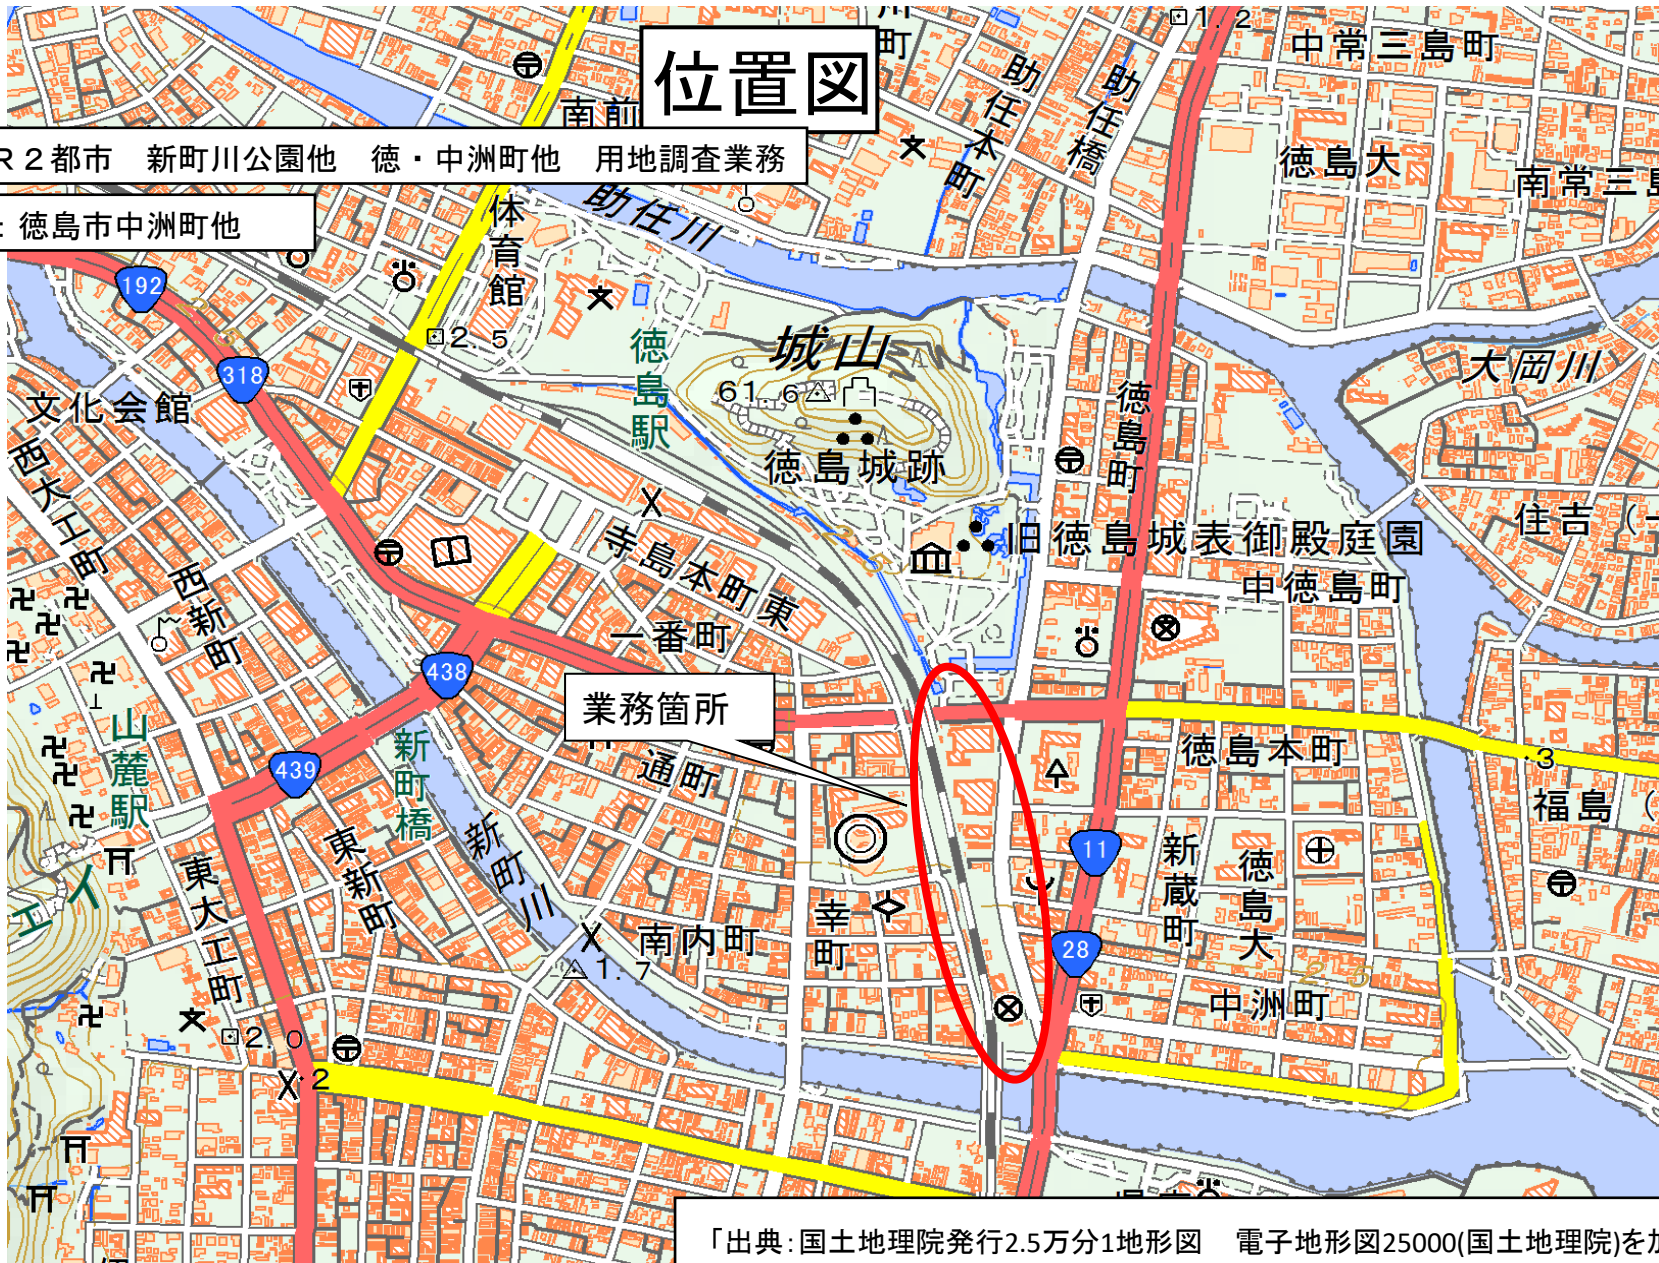 位置図
Ｒ２都市　新町川公園他　徳・中洲町他　用地調査業務
：徳島市中洲町他
業務箇所
「出典：国土地理院発行2.5万分1地形図　電子地形図25000(国土地理院)を加
1.2
中常三島町
助任本町
助任橋
南前
徳島大
南常三島
体育館
助任川
192
2.5
318
文化会館
徳島駅
城山
61.6
徳島城跡
徳島町
大岡川
西大工町
住吉（一
旧徳島城表御殿庭園
中徳島町
寺島本町東
西新町
一番町
438
山麓駅
新町橋
439
通町
徳島本町
3
福島（
東大工町
東新町
新町川
11
新蔵町
徳島大
幸町
南内町
1.7
28
25
中洲町
2.0
2